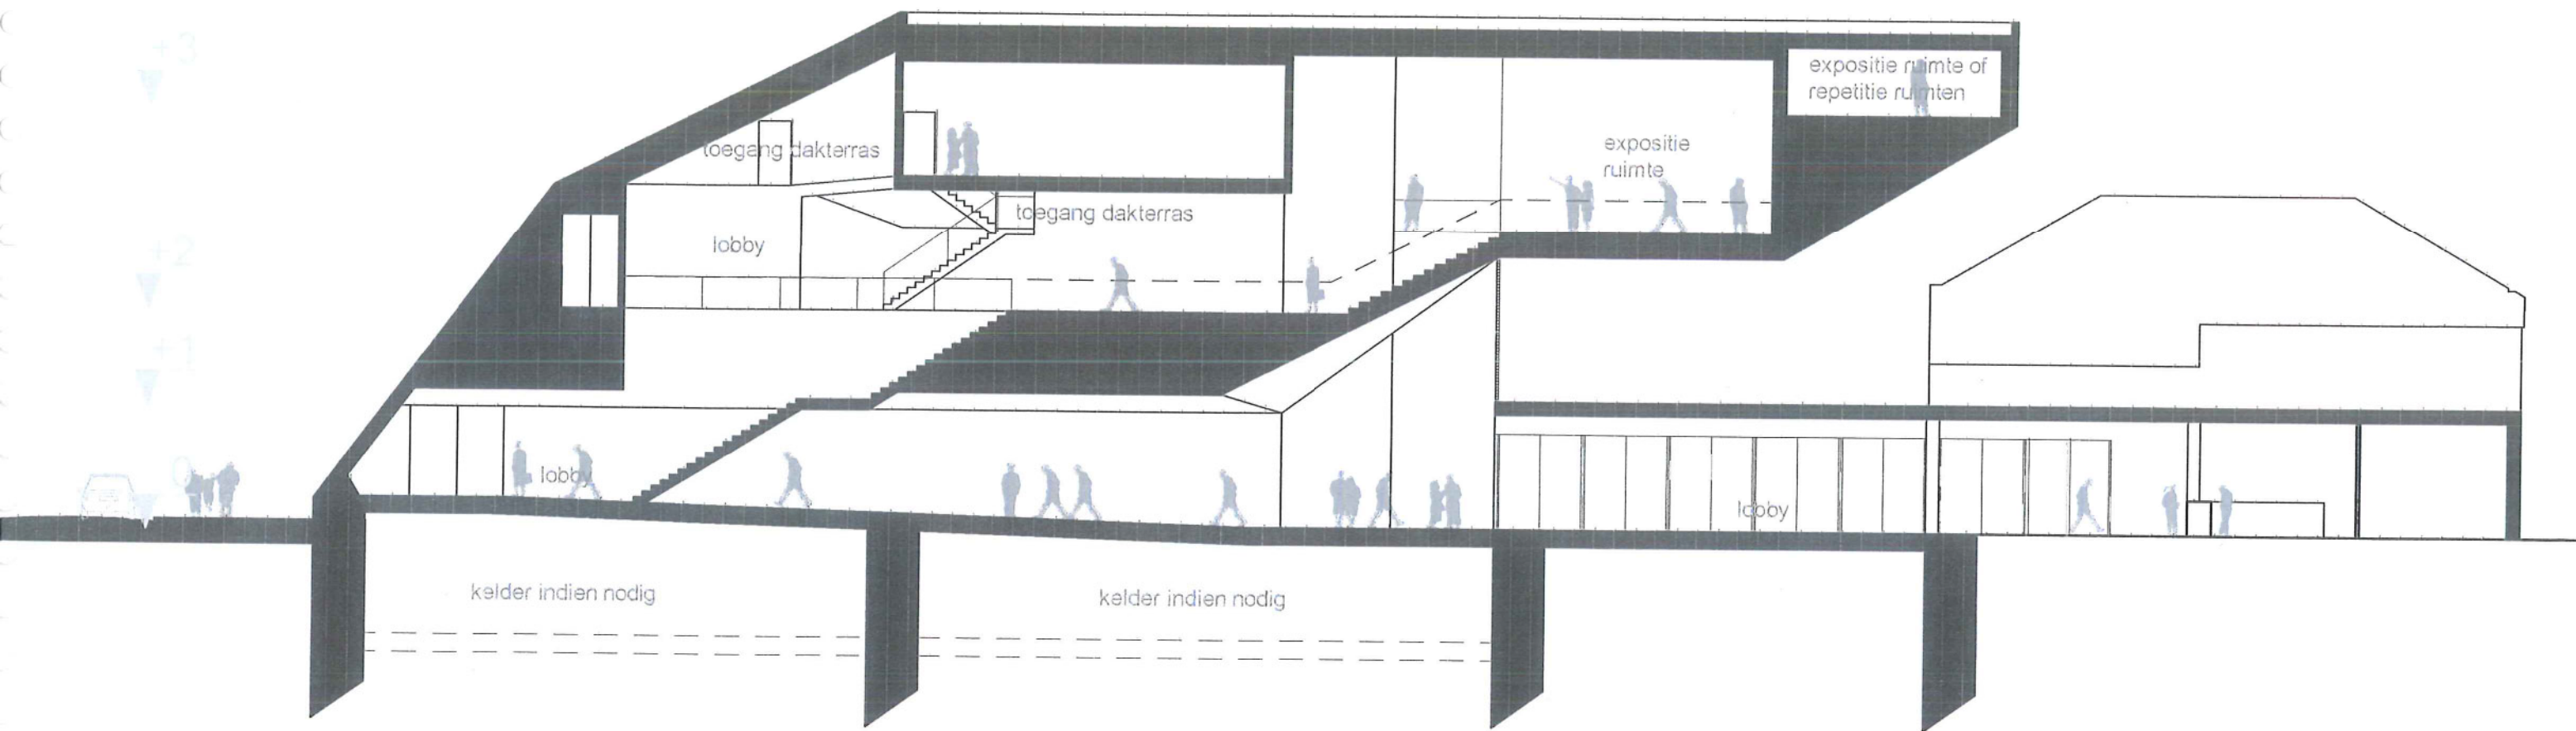 +3
expositie ruimte of
repetitie ruimten
toegang dakterras
expositie
ruimte
toegang dakterras
+2
lobby
+1
0
lobby
lobby
kelder indien nodig
kelder indien nodig